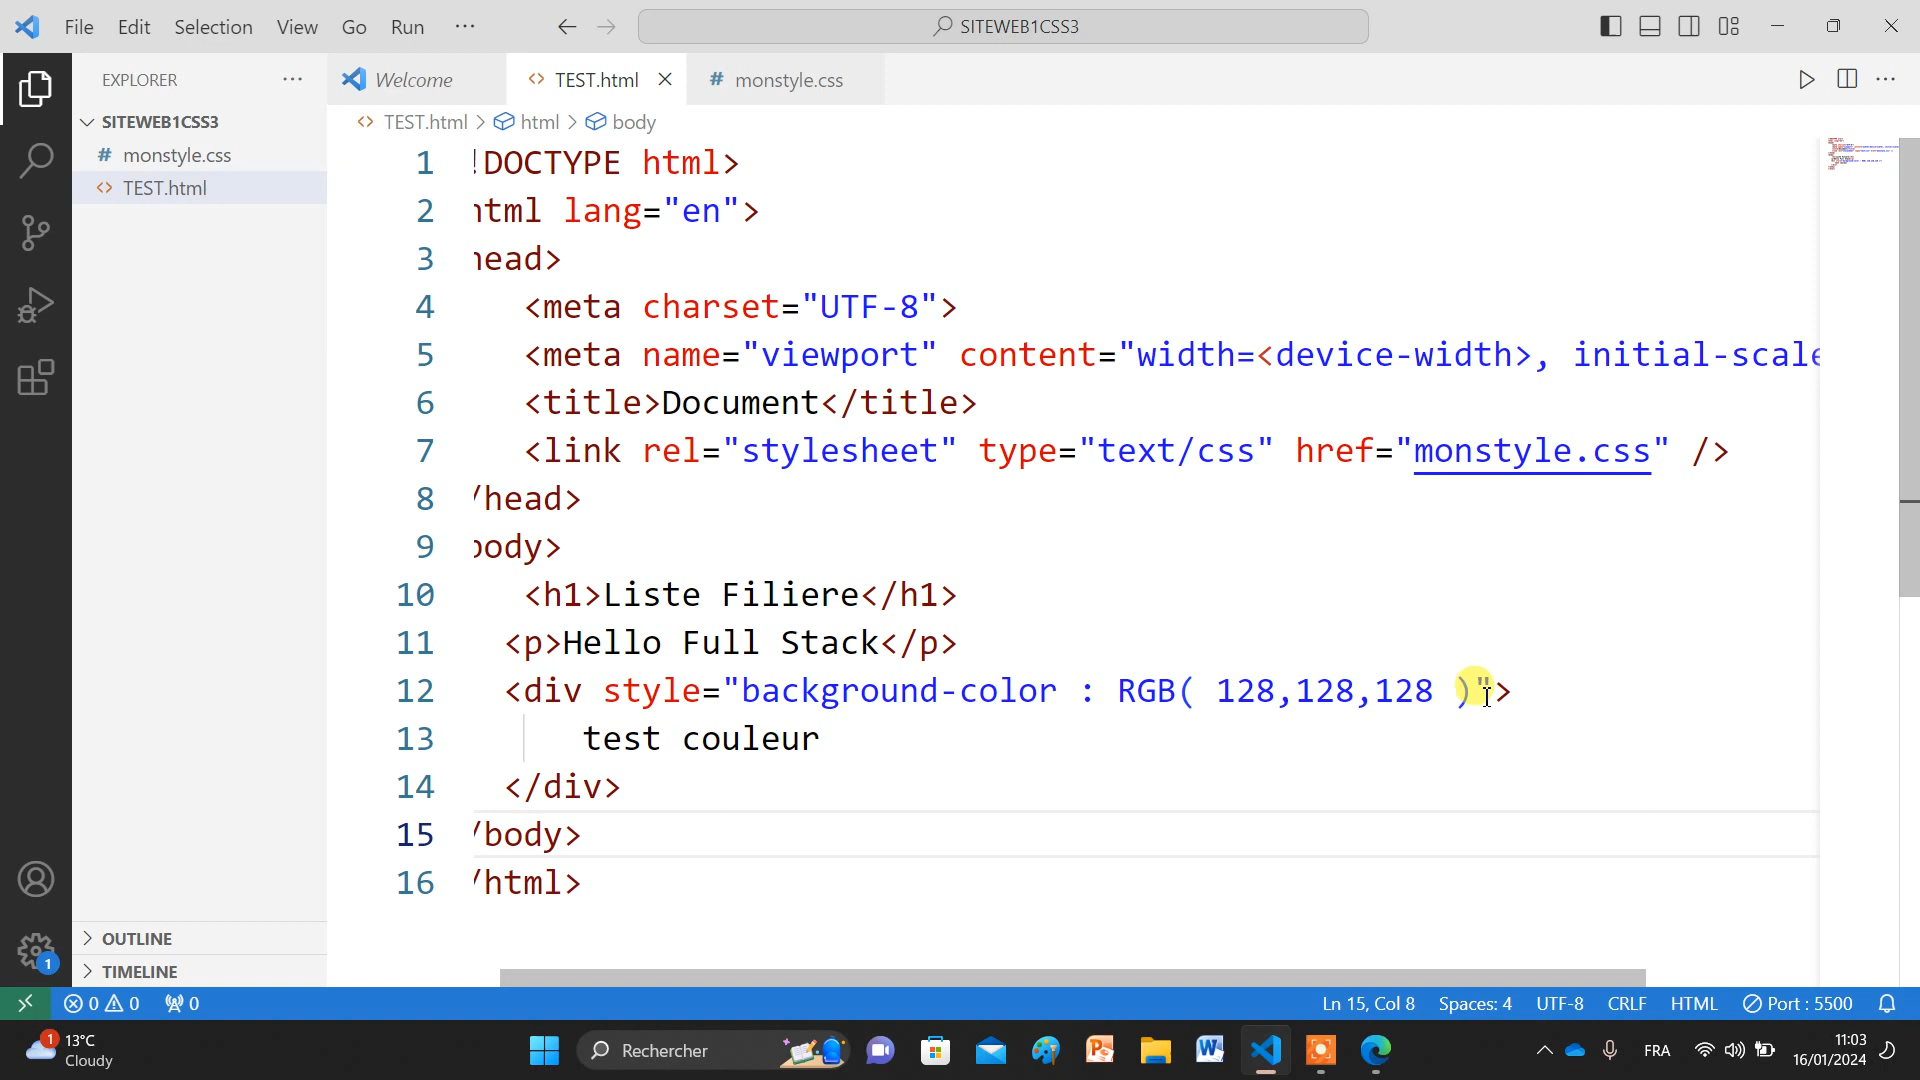 File Edit Selection View Go Run ···
SITEWEB1CSS3
EXPLORER ···
Welcome
TEST.html
# monstyle.css
SITEWEB1CSS3
# monstyle.css
<> TEST.html
<> TEST.html > html > body
1 !DOCTYPE html>
2 html lang="en">
3 head>
4 <meta charset="UTF-8">
5 <meta name="viewport" content="width=<device-width>, initial-scale
6 <title>Document</title>
7 <link rel="stylesheet" type="text/css" href="monstyle.css" />
8 /head>
9 body>
10 <h1>Liste Filiere</h1>
11 <p>Hello Full Stack</p>
12 <div style="background-color : RGB( 128,128,128 )">
13 test couleur
14 </div>
15 /body>
16 /html>
OUTLINE
TIMELINE
1
0 0 0
Ln 15, Col 8 Spaces: 4 UTF-8 CRLF HTML Port : 5500
1
13°C
Cloudy
Rechercher
FRA
11:03
16/01/2024